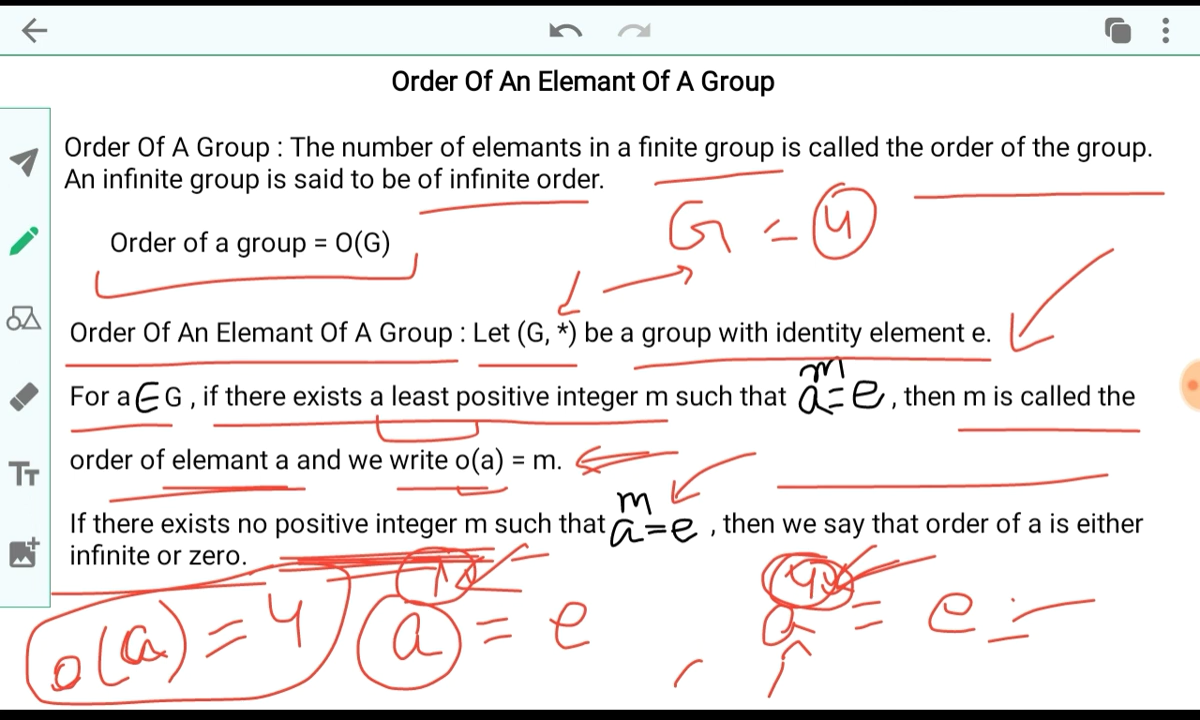 Order Of An Elemant Of A Group
Order Of A Group : The number of elemants in a finite group is called the order of the group.
An infinite group is said to be of infinite order.
G = 4
Order of a group = O(G)
Order Of An Elemant Of A Group : Let (G, *) be a group with identity element e.
For a ∈ G , if there exists a least positive integer m such that a^m = e , then m is called the
order of elemant a and we write o(a) = m.
If there exists no positive integer m such that a^m = e , then we say that order of a is either
infinite or zero.
o(a) = 4 a = e a = e =
TT